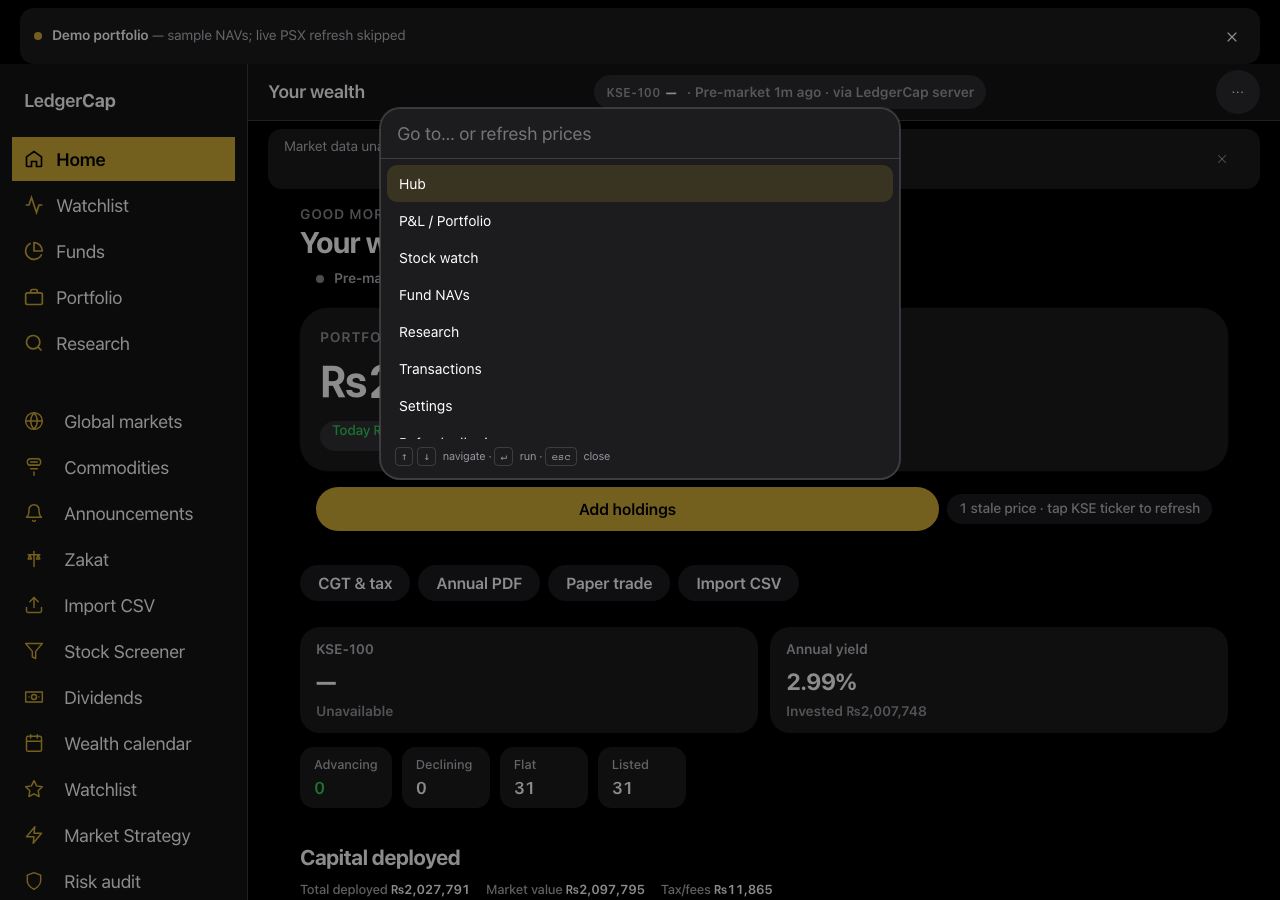 Demo portfolio — sample NAVs; live PSX refresh skipped
LedgerCap
Your wealth
KSE-100 — · Pre-market 1m ago · via LedgerCap server
Home
Watchlist
Funds
Portfolio
Research
Global markets
Commodities
Announcements
Zakat
Import CSV
Stock Screener
Dividends
Wealth calendar
Watchlist
Market Strategy
Risk audit
Market data una
GOOD MOR
Your w
Pre-ma
PORTFO
Rs2
Today R
Go to... or refresh prices
Hub
P&L / Portfolio
Stock watch
Fund NAVs
Research
Transactions
Settings
↑ ↓ navigate · ↵ run · esc close
Add holdings
1 stale price · tap KSE ticker to refresh
CGT & tax
Annual PDF
Paper trade
Import CSV
KSE-100
—
Unavailable
Annual yield
2.99%
Invested Rs2,007,748
Advancing
0
Declining
0
Flat
31
Listed
31
Capital deployed
Total deployed Rs2,027,791 Market value Rs2,097,795 Tax/fees Rs11,865